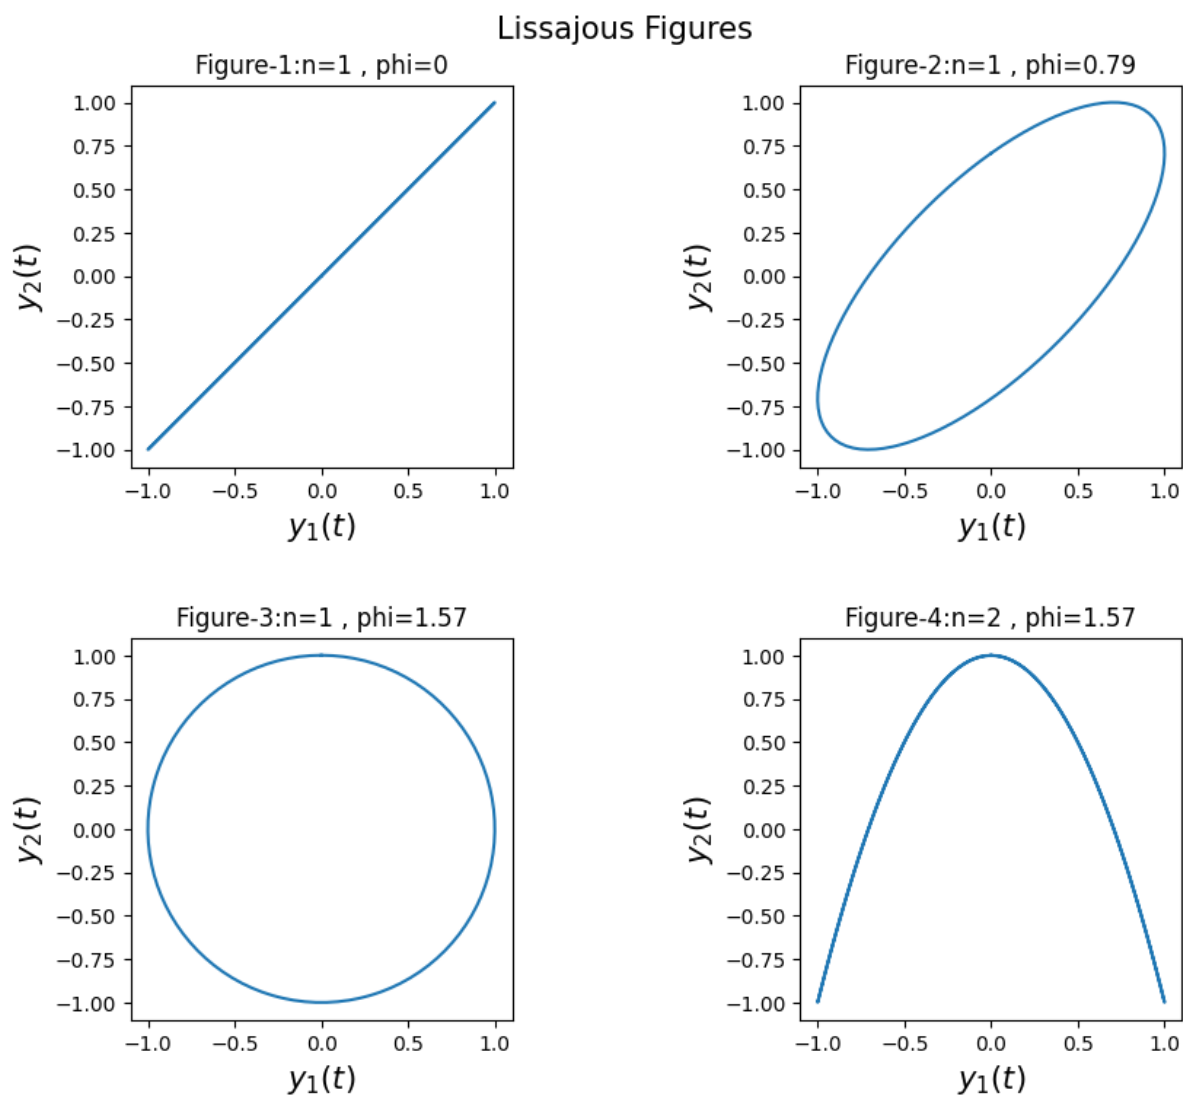 Lissajous Figures
Figure-1:n=1 , phi=0
1.00
0.75
0.50
0.25
0.00
−0.25
−0.50
−0.75
−1.00
y₂(t)
−1.0 −0.5 0.0 0.5 1.0
y₁(t)
Figure-2:n=1 , phi=0.79
1.00
0.75
0.50
0.25
0.00
−0.25
−0.50
−0.75
−1.00
y₂(t)
−1.0 −0.5 0.0 0.5 1.0
y₁(t)
Figure-3:n=1 , phi=1.57
1.00
0.75
0.50
0.25
0.00
−0.25
−0.50
−0.75
−1.00
y₂(t)
−1.0 −0.5 0.0 0.5 1.0
y₁(t)
Figure-4:n=2 , phi=1.57
1.00
0.75
0.50
0.25
0.00
−0.25
−0.50
−0.75
−1.00
y₂(t)
−1.0 −0.5 0.0 0.5 1.0
y₁(t)